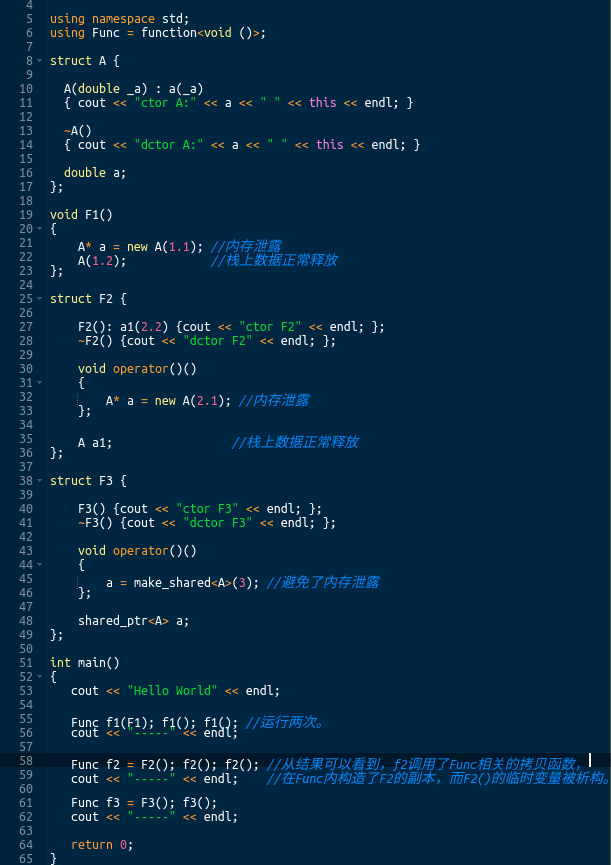 4
5 using namespace std;
6 using Func = function<void ()>;
7
8 struct A {
9
10 A(double _a) : a(_a)
11 { cout << "ctor A:" << a << " " << this << endl; }
12
13 ~A()
14 { cout << "dctor A:" << a << " " << this << endl; }
15
16 double a;
17 };
18
19 void F1()
20 {
21 A* a = new A(1.1); //内存泄露
22 A(1.2); //栈上数据正常释放
23 };
24
25 struct F2 {
26
27 F2(): a1(2.2) {cout << "ctor F2" << endl; };
28 ~F2() {cout << "dctor F2" << endl; };
29
30 void operator()()
31 {
32 A* a = new A(2.1); //内存泄露
33 };
34
35 A a1; //栈上数据正常释放
36 };
37
38 struct F3 {
39
40 F3() {cout << "ctor F3" << endl; };
41 ~F3() {cout << "dctor F3" << endl; };
42
43 void operator()()
44 {
45 a = make_shared<A>(3); //避免了内存泄露
46 };
47
48 shared_ptr<A> a;
49 };
50
51 int main()
52 {
53 cout << "Hello World" << endl;
54
55 Func f1(F1); f1(); f1(); //运行两次。
56 cout << "-----" << endl;
57
58 Func f2 = F2(); f2(); f2(); //从结果可以看到，f2调用了Func相关的拷贝函数，
59 cout << "-----" << endl; //在Func内构造了F2的副本，而F2()的临时变量被析构。
60
61 Func f3 = F3(); f3();
62 cout << "-----" << endl;
63
64 return 0;
65 }